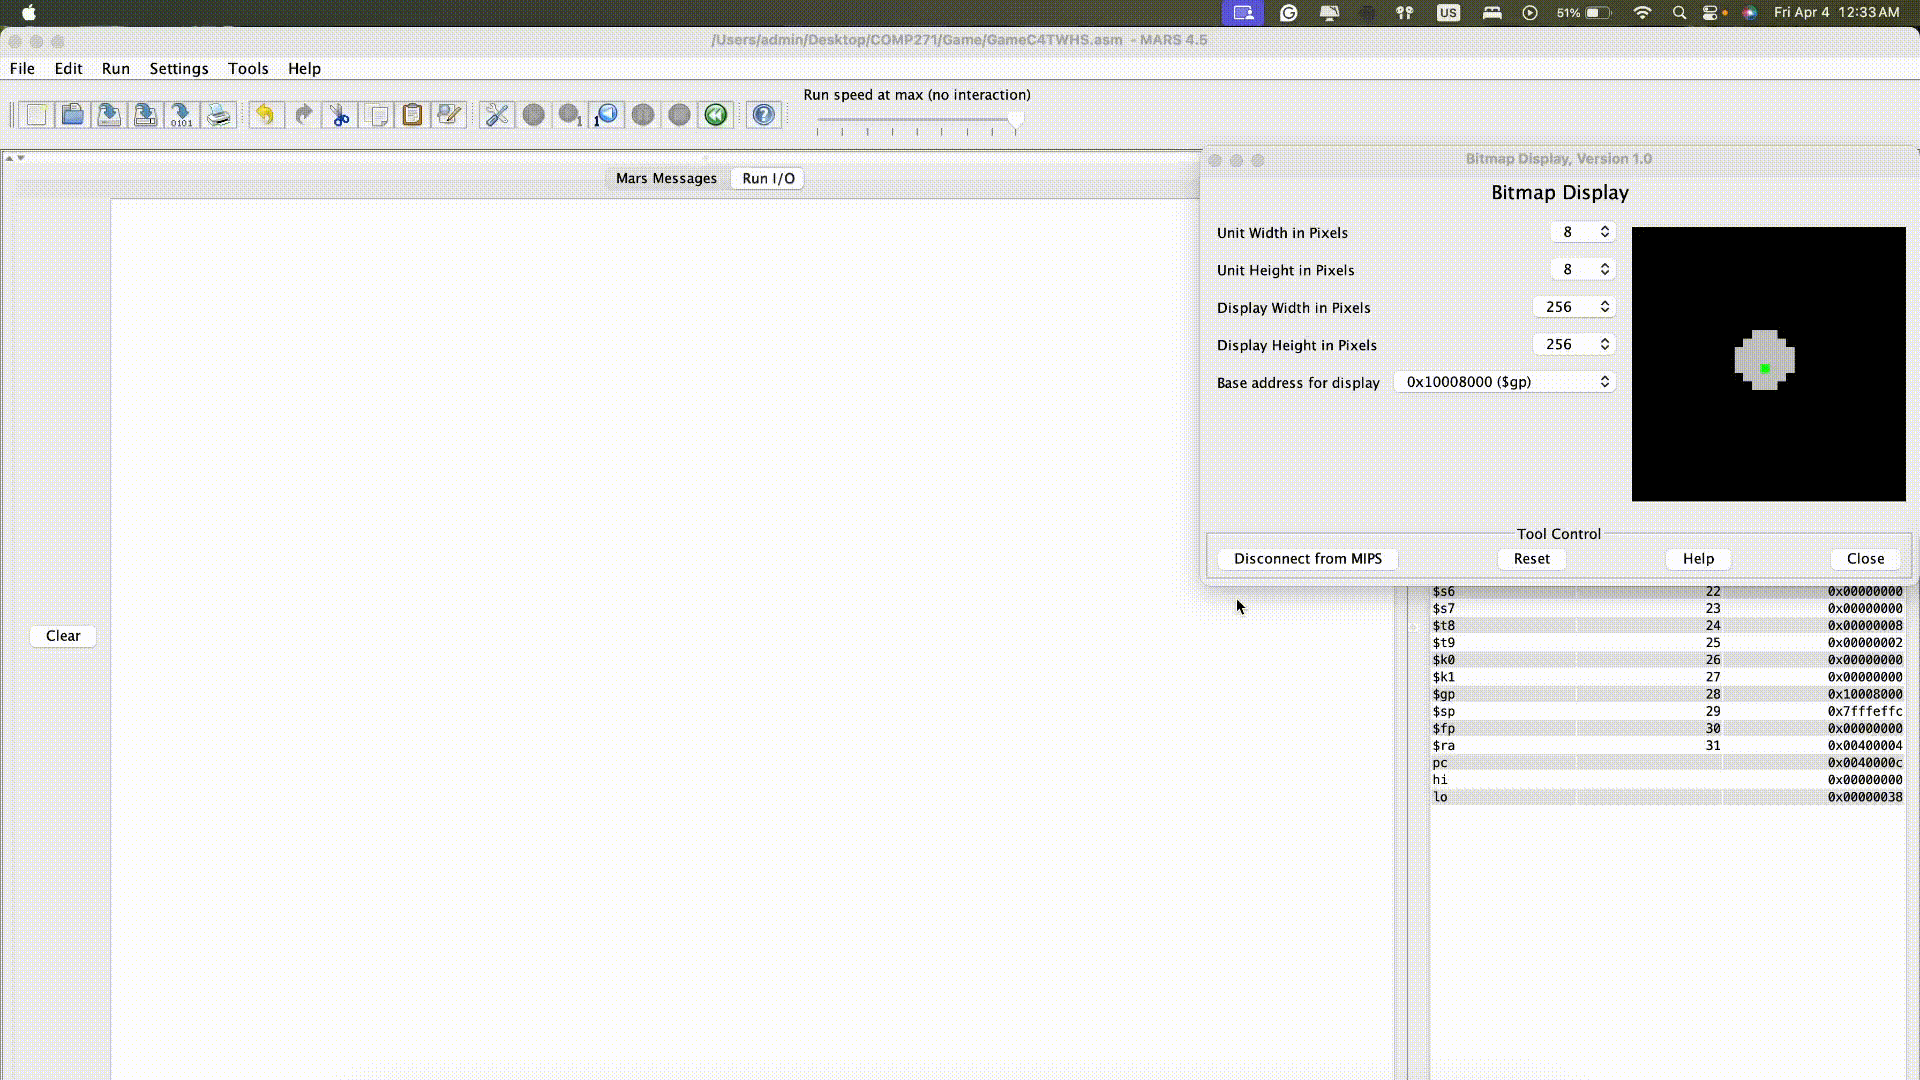 US 51% Fri Apr 4 12:33 AM
/Users/admin/Desktop/COMP271/Game/GameC4TWHS.asm - MARS 4.5
File Edit Run Settings Tools Help
Run speed at max (no interaction)
0101 1 1
Mars Messages Run I/O
Clear
Bitmap Display, Version 1.0
Bitmap Display
Unit Width in Pixels 8
Unit Height in Pixels 8
Display Width in Pixels 256
Display Height in Pixels 256
Base address for display 0x10008000 ($gp)
Tool Control
Disconnect from MIPS Reset Help Close
$s6 22 0x00000000
$s7 23 0x00000000
$t8 24 0x00000008
$t9 25 0x00000002
$k0 26 0x00000000
$k1 27 0x00000000
$gp 28 0x10008000
$sp 29 0x7fffeffc
$fp 30 0x00000000
$ra 31 0x00400004
pc 0x0040000c
hi 0x00000000
lo 0x00000038